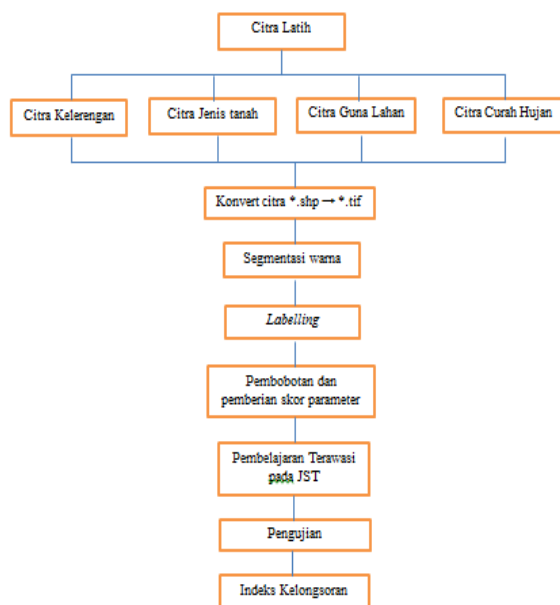 Citra Latih
Citra Kelerengan
Citra Jenis tanah
Citra Guna Lahan
Citra Curah Hujan
Konvert citra *.shp → *.tif
Segmentasi warna
Labelling
Pembobotan dan
pemberian skor parameter
Pembelajaran Terawasi
pada JST
Pengujian
Indeks Kelongsoran